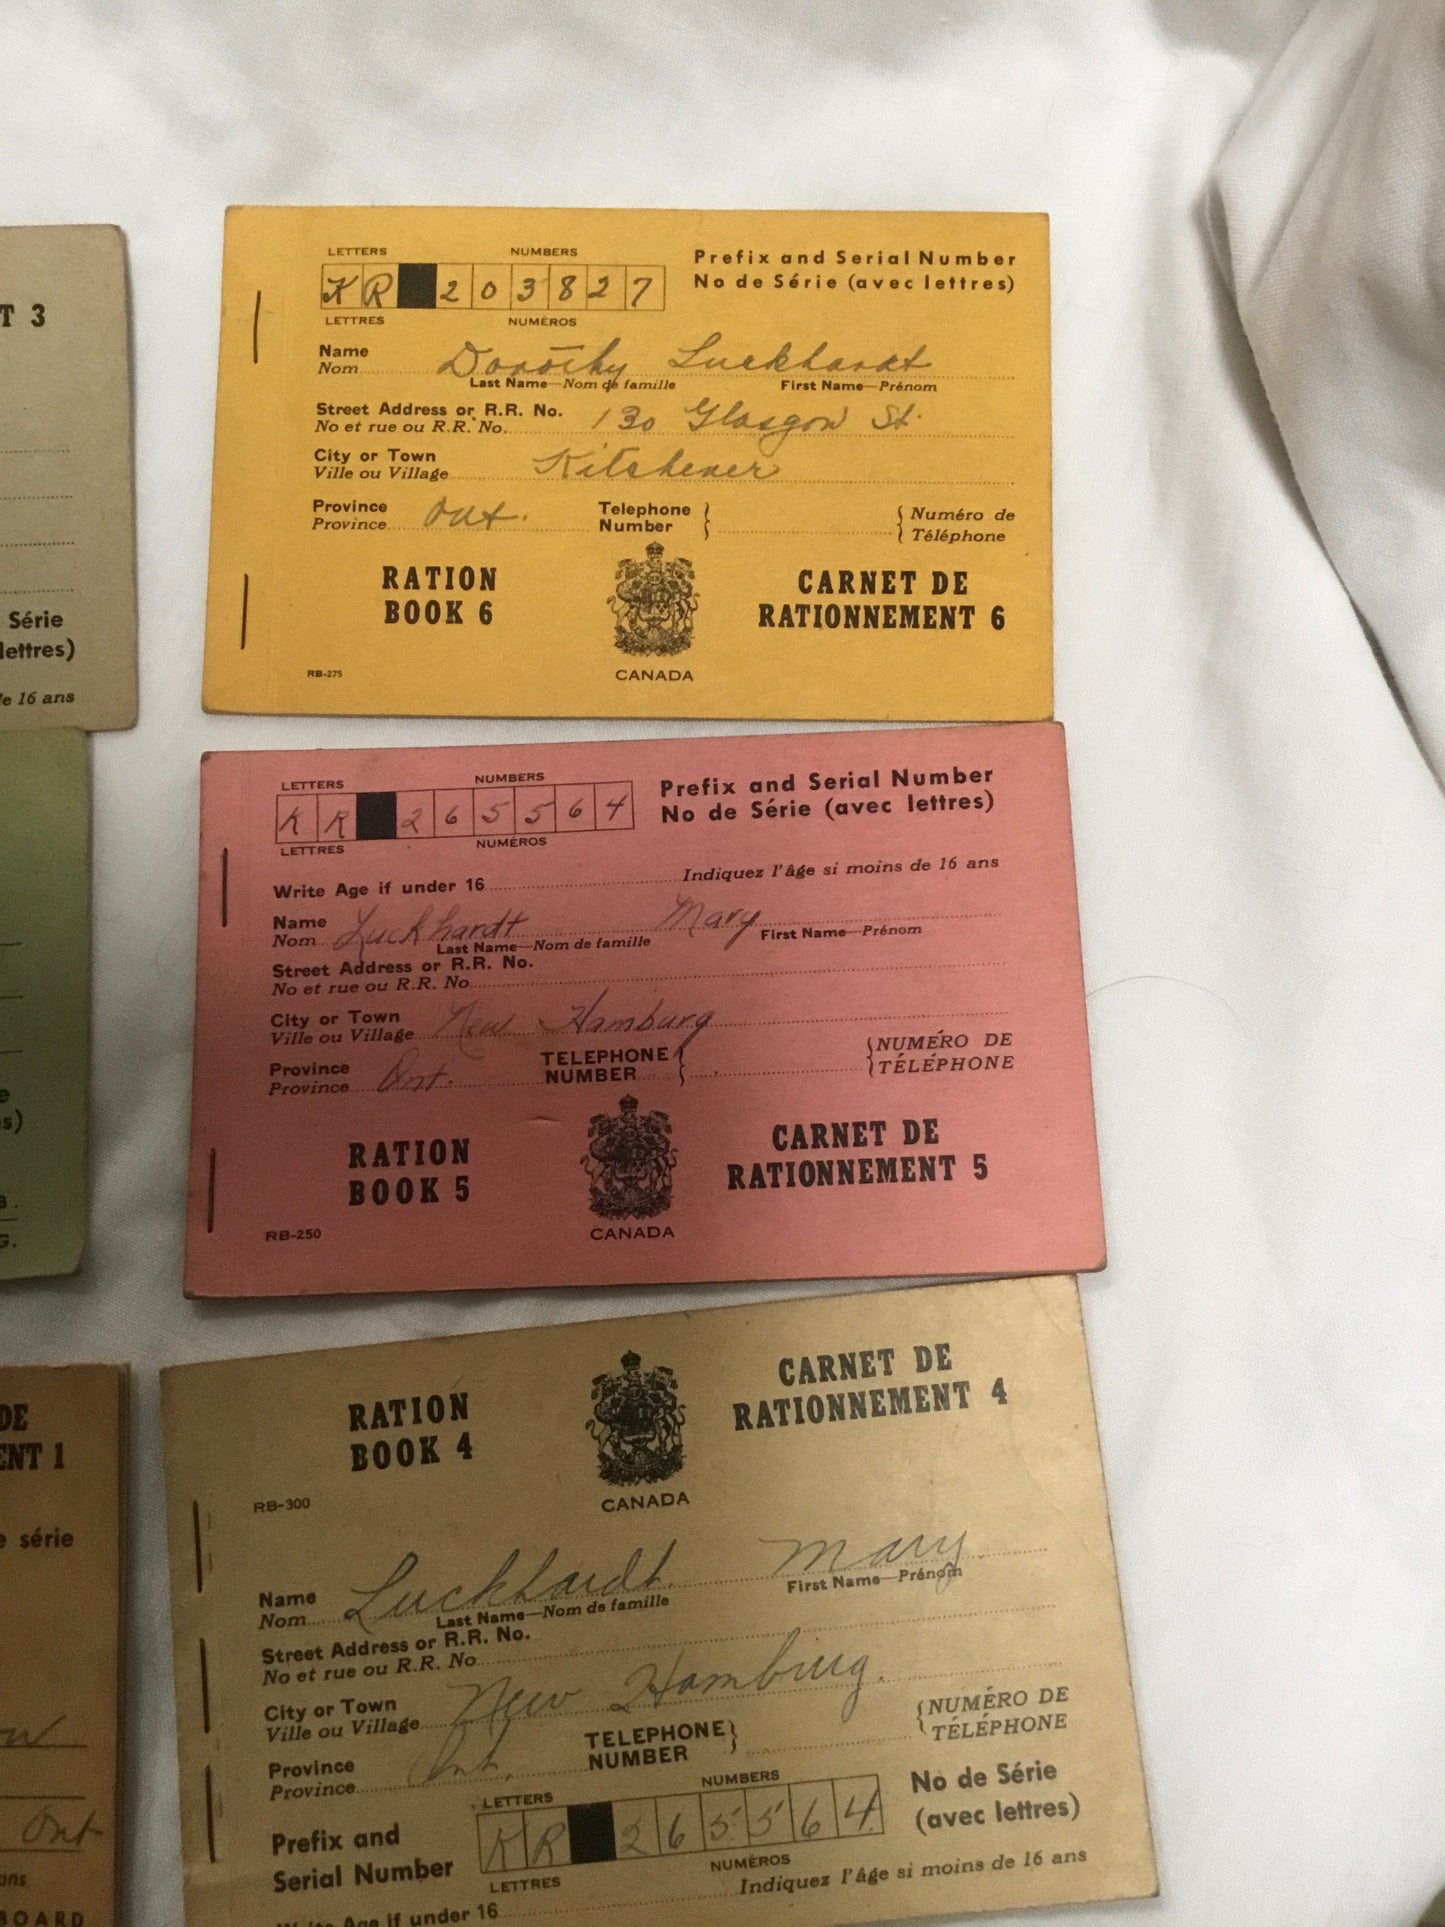 T 3
Série
lettres)
de 16 ans
LETTERS NUMBERS
KR 203827
LETTRES NUMÉROS
Prefix and Serial Number
No de Série (avec lettres)
Name
Nom Dorothy Luckhardt
Last Name—Nom de famille First Name—Prénom
Street Address or R.R. No.
No et rue ou R.R. No. 130 Glasgow St.
City or Town
Ville ou Village Kitchener
Province
Province Ont. Telephone Number Numéro de Téléphone
RATION BOOK 6
CARNET DE RATIONNEMENT 6
RB-275
CANADA
e
s)
B.
G.
LETTERS NUMBERS
KR 265564
LETTRES NUMÉROS
Prefix and Serial Number
No de Série (avec lettres)
Write Age if under 16 Indiquez l'âge si moins de 16 ans
Name
Nom Luckhardt Mary
Last Name—Nom de famille First Name—Prénom
Street Address or R.R. No.
No et rue ou R.R. No
City or Town
Ville ou Village New Hamburg
Province
Province Ont. TELEPHONE NUMBER NUMÉRO DE TÉLÉPHONE
RATION BOOK 5
CARNET DE RATIONNEMENT 5
RB-250
CANADA
DE
ENT 1
e série
ow
Ont
ans
BOARD
RATION BOOK 4
CARNET DE RATIONNEMENT 4
RB-300
CANADA
Name
Nom Luckhardt Mary
Last Name—Nom de famille First Name—Prénom
Street Address or R.R. No.
No et rue ou R.R. No
City or Town
Ville ou Village New Hamburg.
Province
Province Ont. TELEPHONE NUMBER NUMÉRO DE TÉLÉPHONE
LETTERS NUMBERS
Prefix and Serial Number KR 265564 No de Série (avec lettres)
LETTRES NUMÉROS
Indiquez l'âge si moins de 16 ans
Write Age if under 16